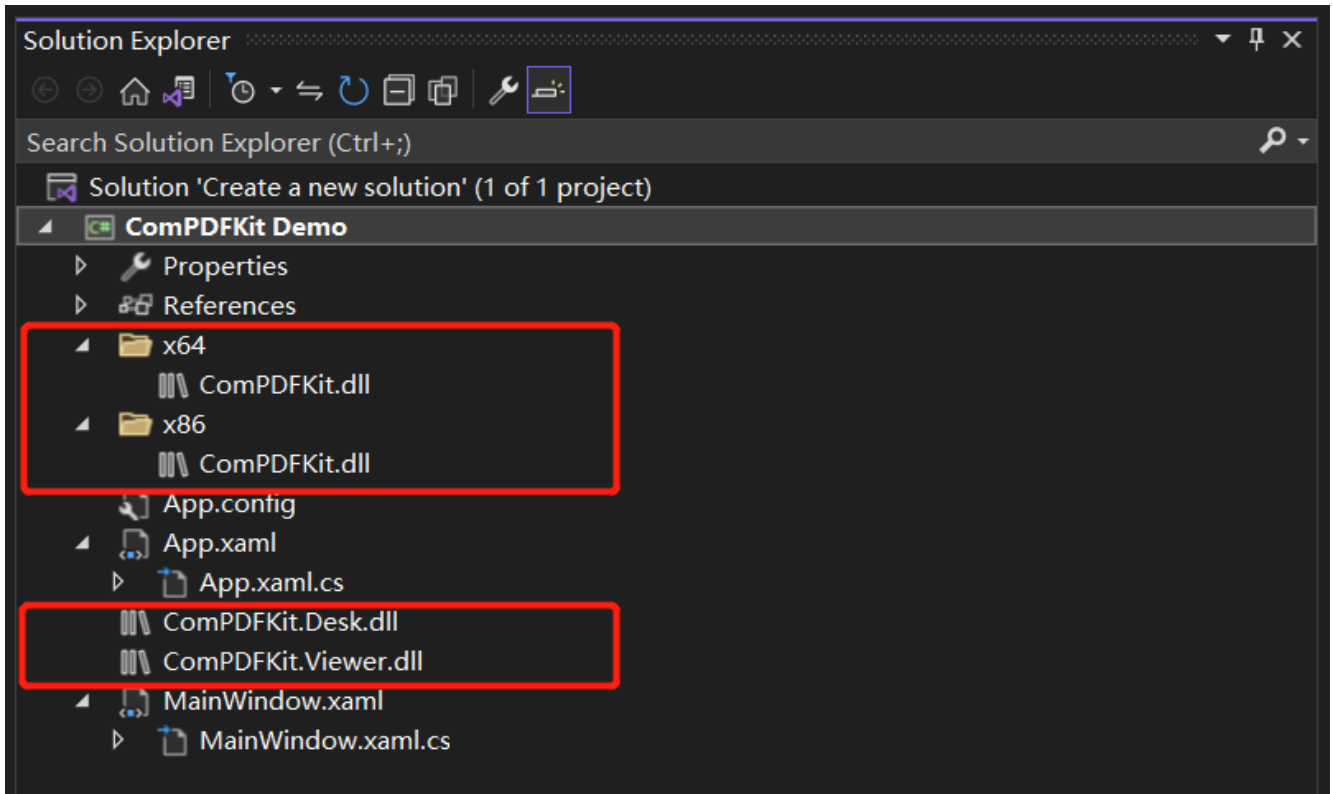 Solution Explorer
Search Solution Explorer (Ctrl+;)
Solution 'Create a new solution' (1 of 1 project)
C# ComPDFKit Demo
Properties
References
x64
ComPDFKit.dll
x86
ComPDFKit.dll
App.config
App.xaml
App.xaml.cs
ComPDFKit.Desk.dll
ComPDFKit.Viewer.dll
MainWindow.xaml
MainWindow.xaml.cs